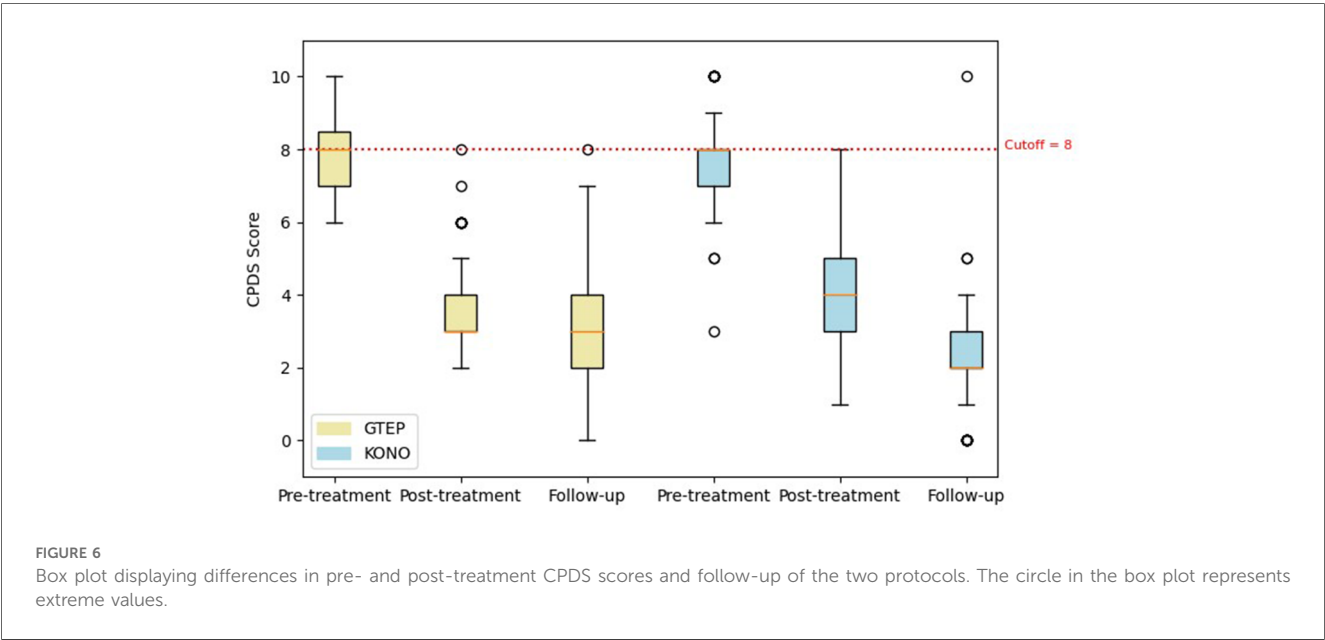 10
8
6
4
2
0
CPDS Score
Cutoff = 8
GTEP
KONO
Pre-treatment Post-treatment Follow-up Pre-treatment Post-treatment Follow-up
FIGURE 6
Box plot displaying differences in pre- and post-treatment CPDS scores and follow-up of the two protocols. The circle in the box plot represents
extreme values.